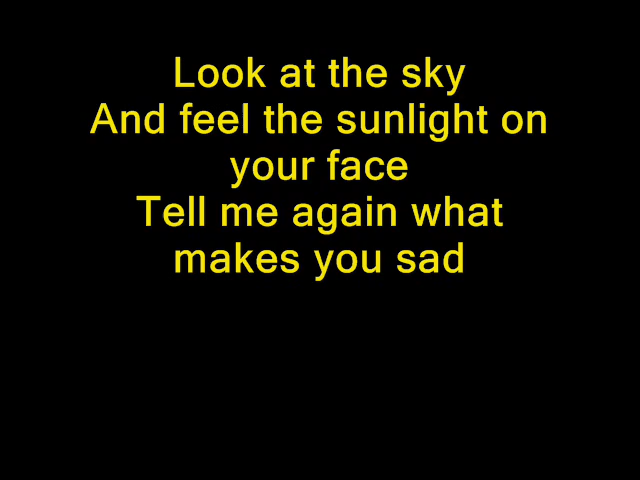 Look at the sky
And feel the sunlight on
your face
Tell me again what
makes you sad